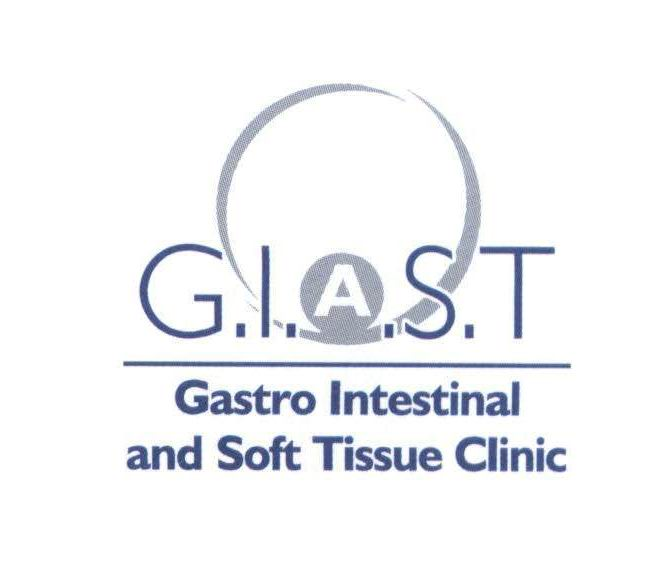 G.I.A.S.T
Gastro Intestinal
and Soft Tissue Clinic